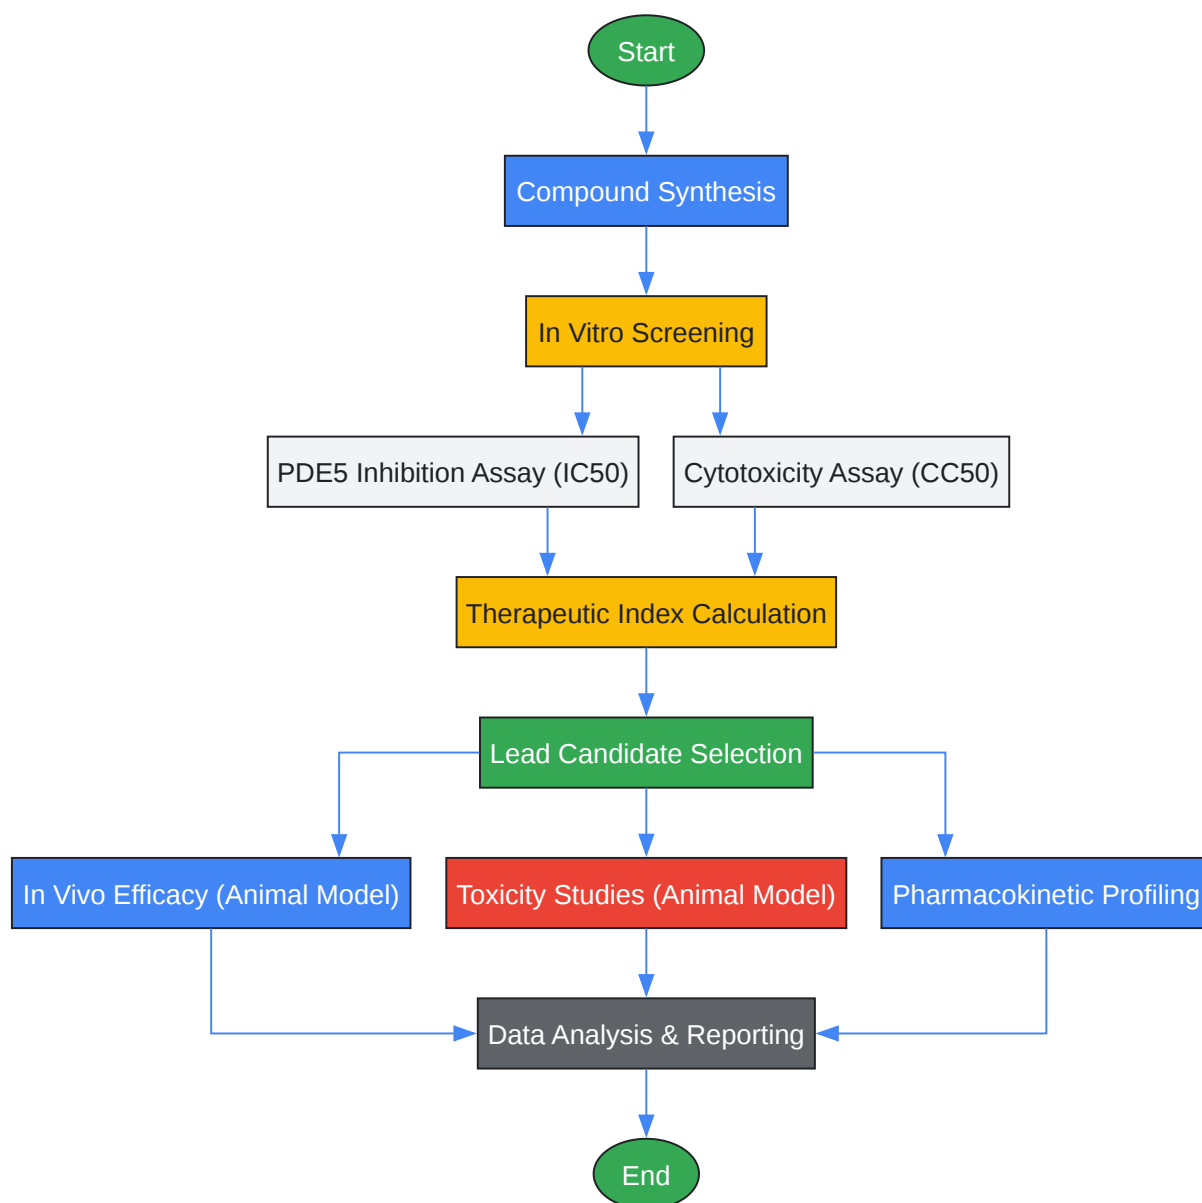 Start
Compound Synthesis
In Vitro Screening
PDE5 Inhibition Assay (IC50)
Cytotoxicity Assay (CC50)
Therapeutic Index Calculation
Lead Candidate Selection
In Vivo Efficacy (Animal Model)
Toxicity Studies (Animal Model)
Pharmacokinetic Profiling
Data Analysis & Reporting
End